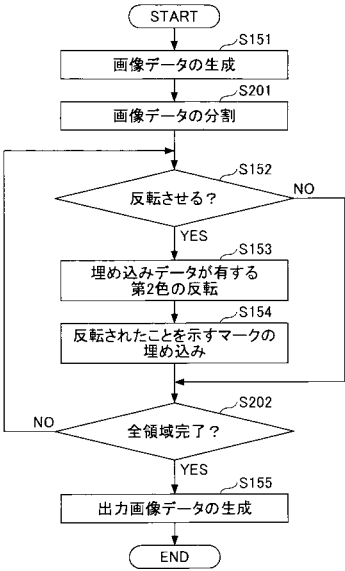 START
S151
画像データの生成
S201
画像データの分割
S152
反転させる?
NO
YES
S153
埋め込みデータが有する
第2色の反転
S154
反転されたことを示すマークの
埋め込み
S202
全領域完了?
NO
YES
S155
出力画像データの生成
END